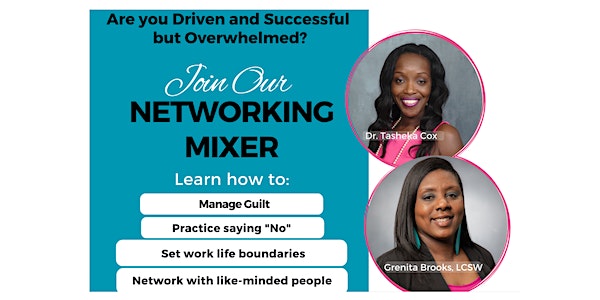 Are you Driven and Successful
but Overwhelmed?
Join Our
NETWORKING
MIXER
Learn how to:
Manage Guilt
Practice saying "No"
Set work life boundaries
Network with like-minded people
Dr. Tasheka Cox
Grenita Brooks, LCSW